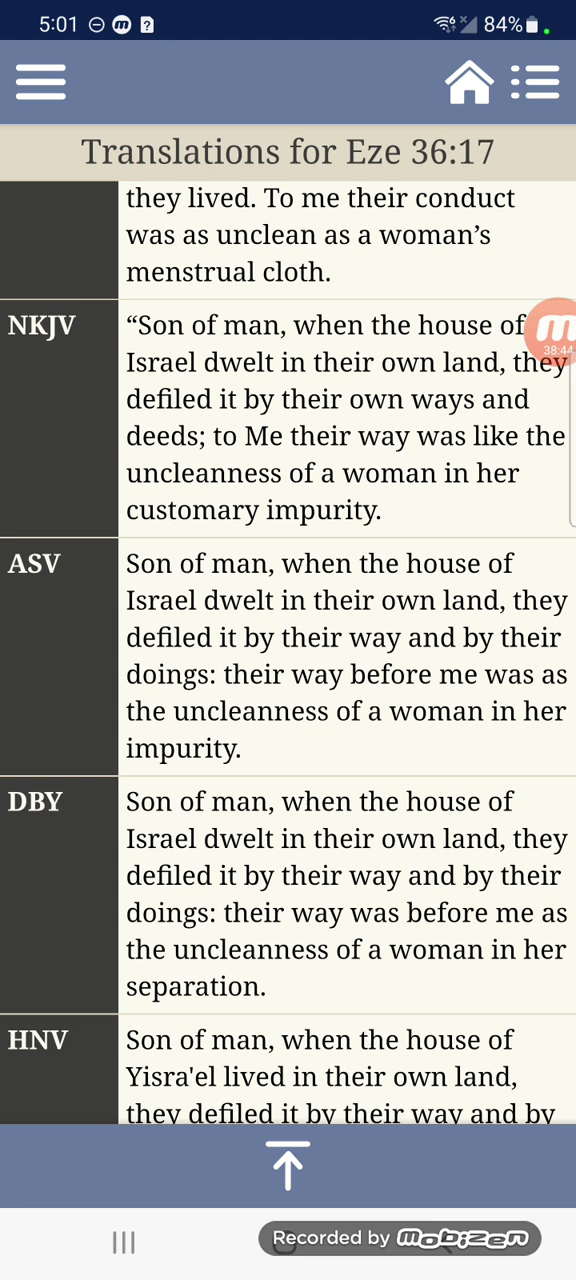 5:01
84%
Translations for Eze 36:17
they lived. To me their conduct
was as unclean as a woman’s
menstrual cloth.
NKJV
“Son of man, when the house of
Israel dwelt in their own land, they
defiled it by their own ways and
deeds; to Me their way was like the
uncleanness of a woman in her
customary impurity.
38:44
ASV
Son of man, when the house of
Israel dwelt in their own land, they
defiled it by their way and by their
doings: their way before me was as
the uncleanness of a woman in her
impurity.
DBY
Son of man, when the house of
Israel dwelt in their own land, they
defiled it by their way and by their
doings: their way was before me as
the uncleanness of a woman in her
separation.
HNV
Son of man, when the house of
Yisra'el lived in their own land,
they defiled it by their way and by
Recorded by mobizen